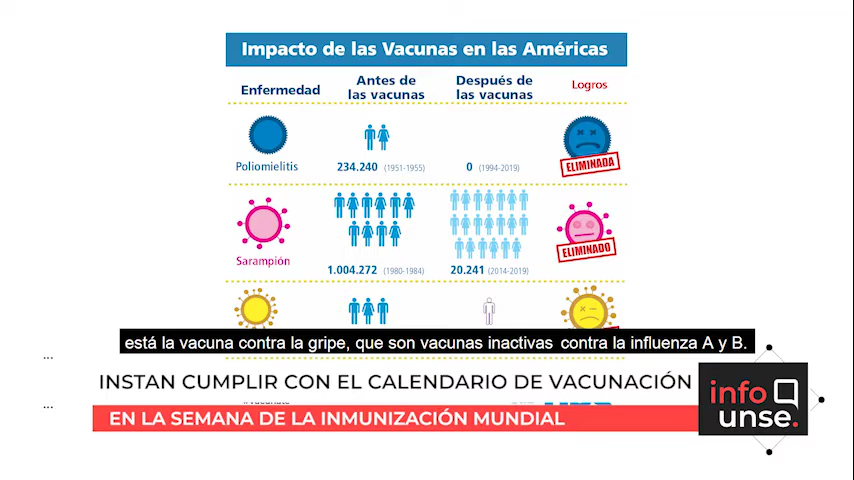 Impacto de las Vacunas en las Américas
Enfermedad
Antes de
las vacunas
Después de
las vacunas
Logros
Poliomielitis
234.240 (1951-1955)
0 (1994-2019)
ELIMINADA
Sarampión
1.004.272 (1980-1984)
20.241 (2014-2019)
ELIMINADO
está la vacuna contra la gripe, que son vacunas inactivas contra la influenza A y B.
...
INSTAN CUMPLIR CON EL CALENDARIO DE VACUNACIÓN
...
EN LA SEMANA DE LA INMUNIZACIÓN MUNDIAL
info
unse.